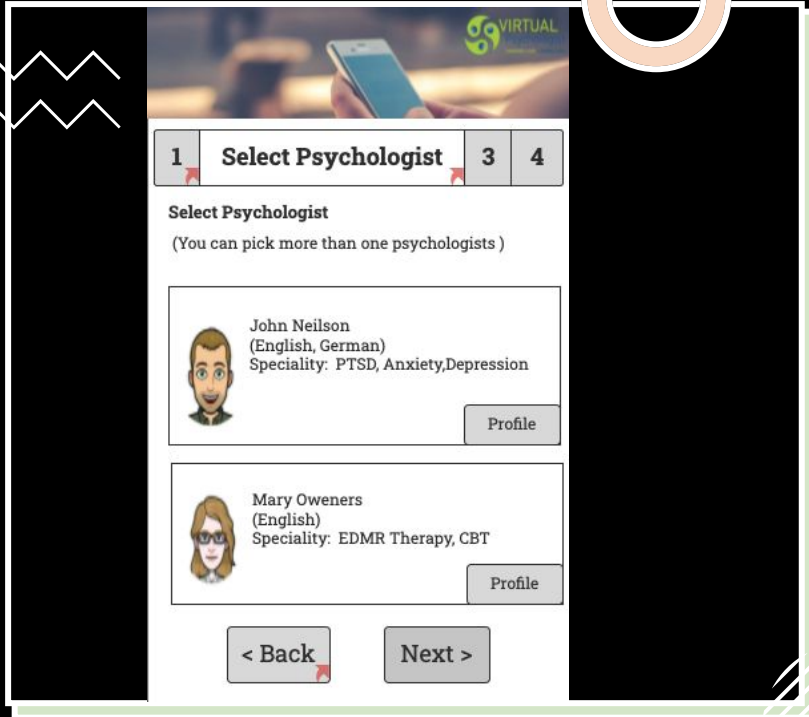 VIRTUAL
1 Select Psychologist 3 4
Select Psychologist
(You can pick more than one psychologists )
John Neilson
(English, German)
Speciality: PTSD, Anxiety,Depression
Profile
Mary Oweners
(English)
Speciality: EDMR Therapy, CBT
Profile
< Back Next >